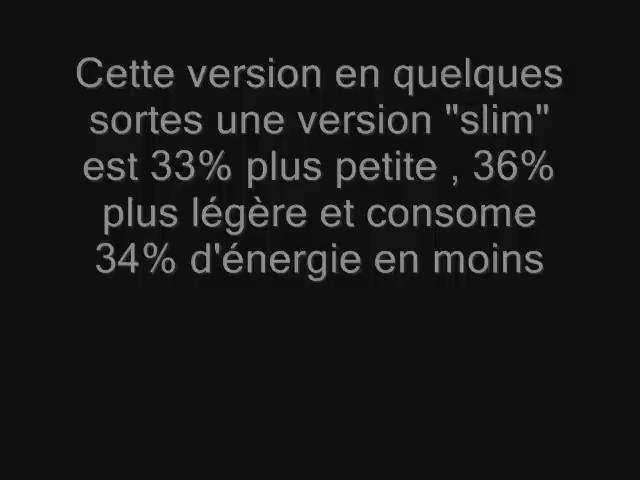 Cette version en quelques
sortes une version "slim"
est 33% plus petite , 36%
plus légère et consome
34% d'énergie en moins